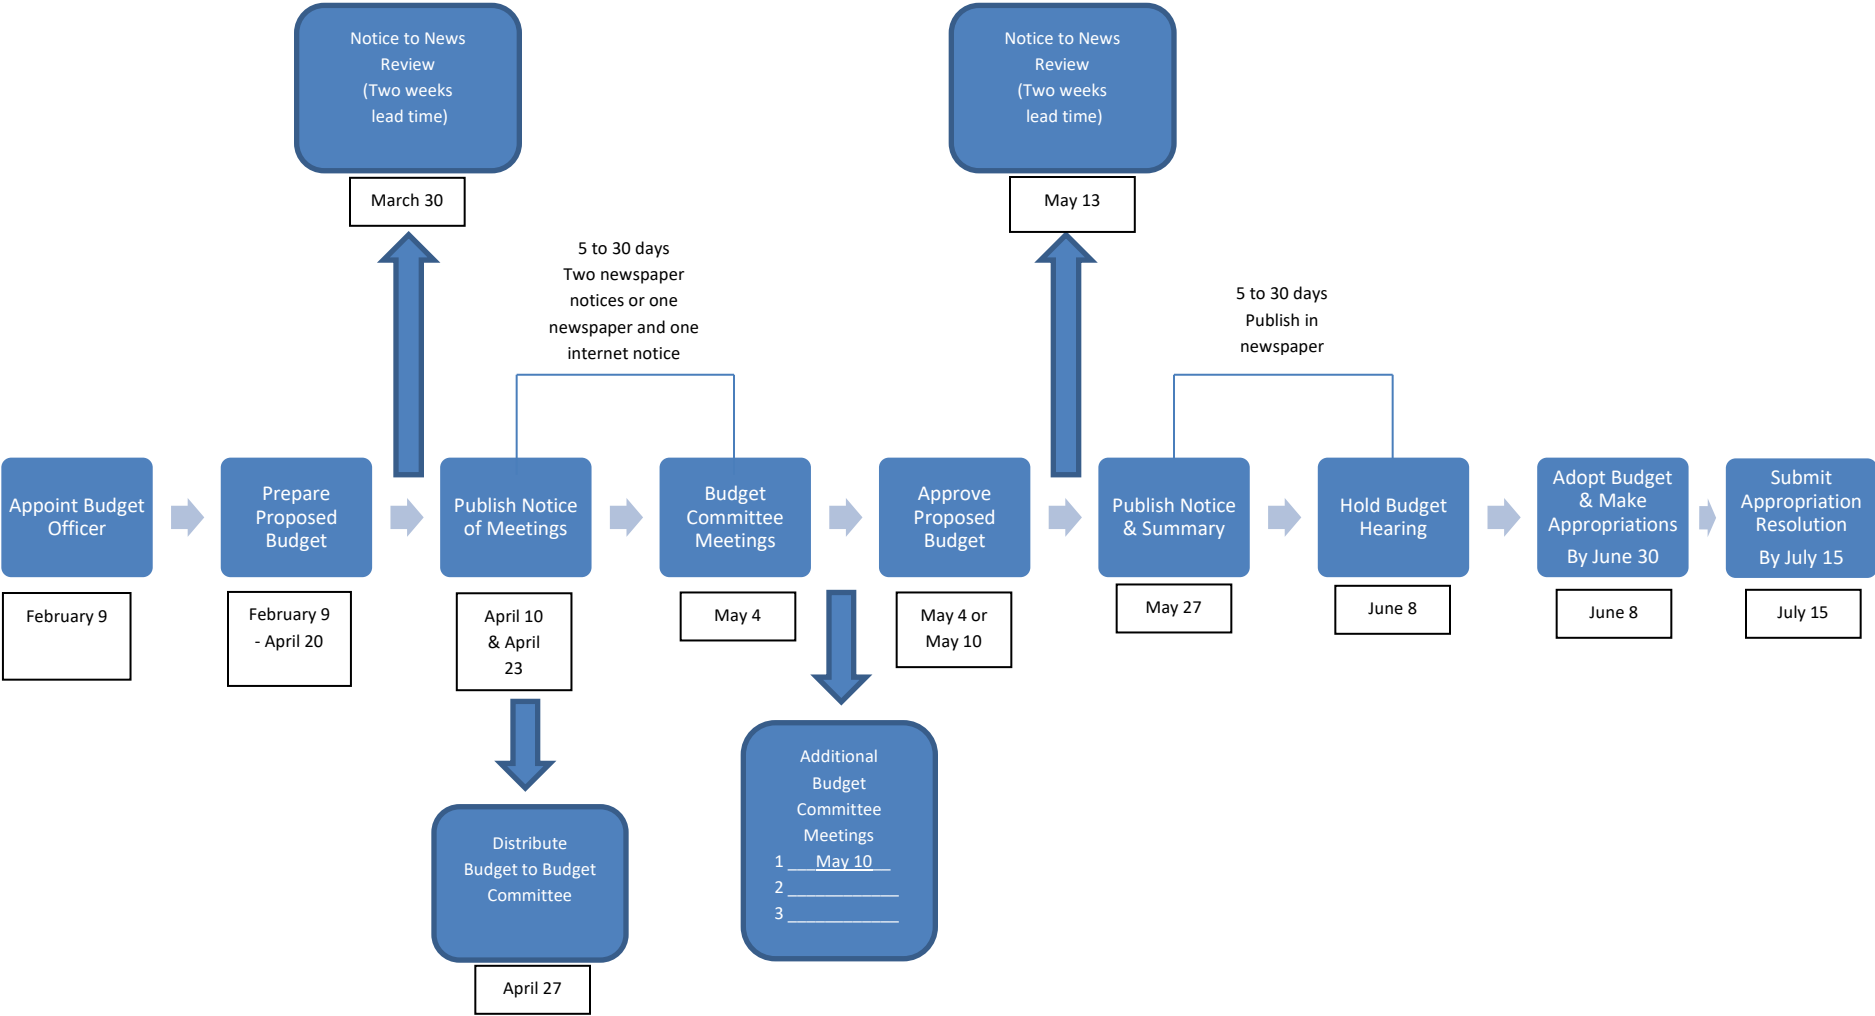 Notice to News
Review
(Two weeks
lead time)
March 30
Notice to News
Review
(Two weeks
lead time)
May 13
5 to 30 days
Two newspaper
notices or one
newspaper and one
internet notice
5 to 30 days
Publish in
newspaper
Appoint Budget
Officer
February 9
Prepare
Proposed
Budget
February 9
- April 20
Publish Notice
of Meetings
April 10
& April
23
Budget
Committee
Meetings
May 4
Approve
Proposed
Budget
May 4 or
May 10
Publish Notice
& Summary
May 27
Hold Budget
Hearing
June 8
Adopt Budget
& Make
Appropriations
By June 30
June 8
Submit
Appropriation
Resolution
By July 15
July 15
Distribute
Budget to Budget
Committee
April 27
Additional
Budget
Committee
Meetings
1 ___May 10__
2 ____________
3 ____________